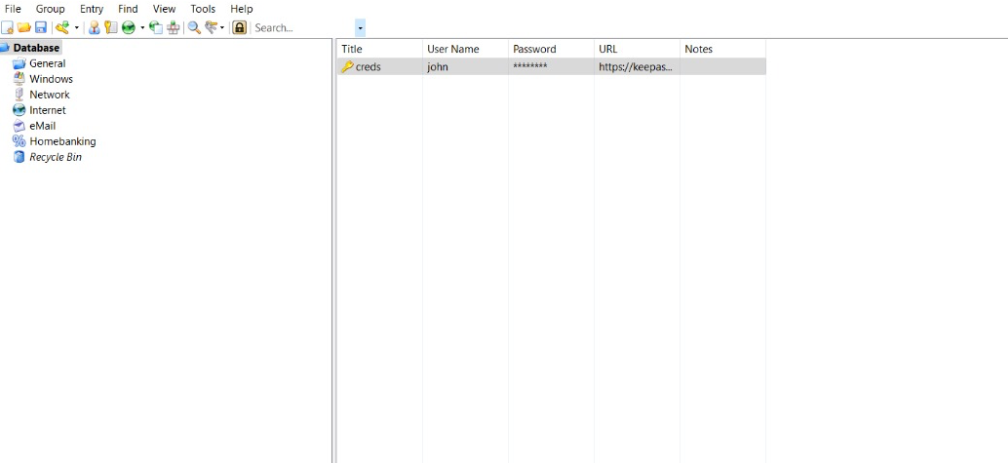 File Group Entry Find View Tools Help
Search...
Database
General
Windows
Network
Internet
eMail
Homebanking
Recycle Bin
Title User Name Password URL Notes
creds john ******** https://keepas...